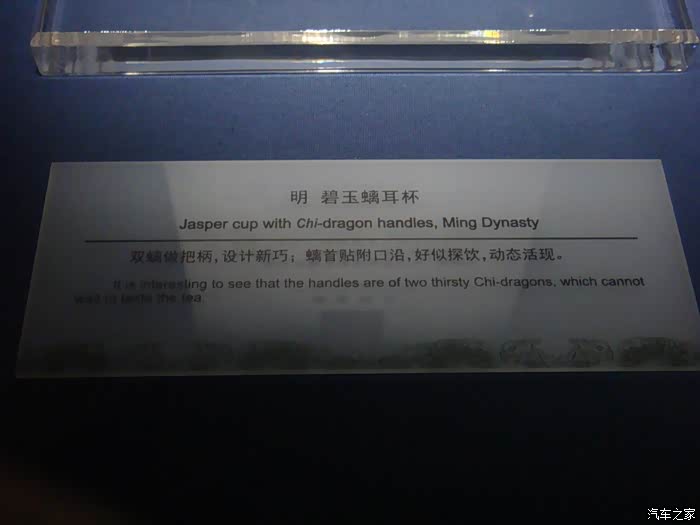 明 碧玉螭耳杯
Jasper cup with Chi-dragon handles, Ming Dynasty
双螭做把柄，设计新巧；螭首贴附口沿，好似探饮，动态活现。
It is interesting to see that the handles are of two thirsty Chi-dragons, which cannot
wait to taste the tea.
汽车之家